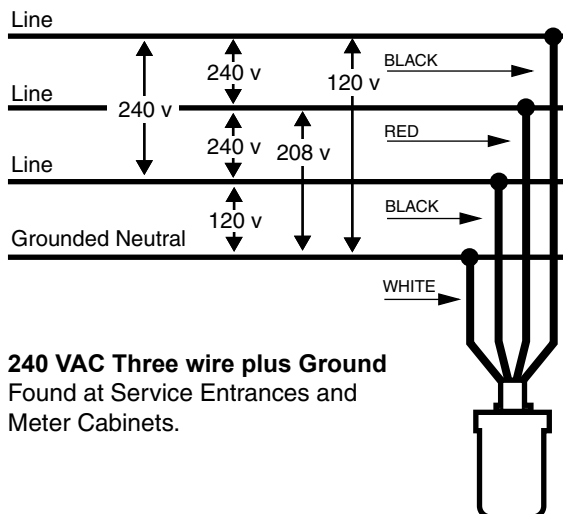 Line
240 v
120 v
BLACK
Line
240 v
240 v
208 v
RED
Line
120 v
BLACK
Grounded Neutral
WHITE
240 VAC Three wire plus Ground
Found at Service Entrances and
Meter Cabinets.